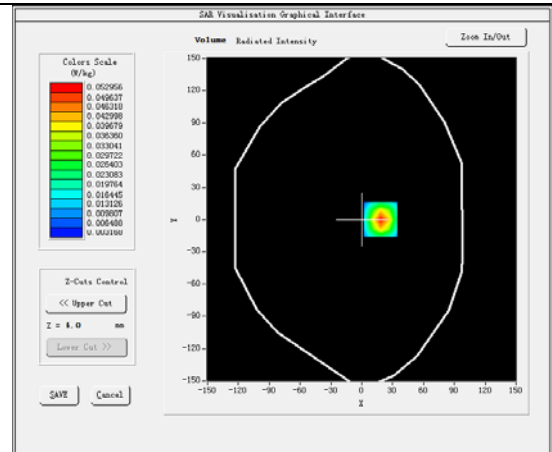 SAR Visualisation Graphical Interface
Volume Radiated Intensity
Zoom In/Out
Colors Scale
(W/kg)
0.052956
0.049637
0.046318
0.042998
0.039679
0.036360
0.033041
0.029722
0.026403
0.023083
0.019764
0.016445
0.013126
0.009807
0.006488
0.003168
Z-Cuts Control
<< Upper Cut
Z = 4.0 mm
Lower Cut >>
SAVE Cancel
150
120
90
60
30
0
-30
-60
-90
-120
-150
Y
-150 -120 -90 -60 -30 0 30 60 90 120 150
X